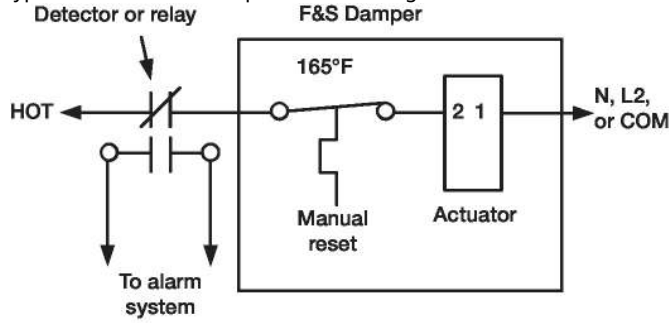 Detector or relay
F&S Damper
165°F
HOT
2 1
N, L2,
or COM
Manual
reset
Actuator
To alarm
system